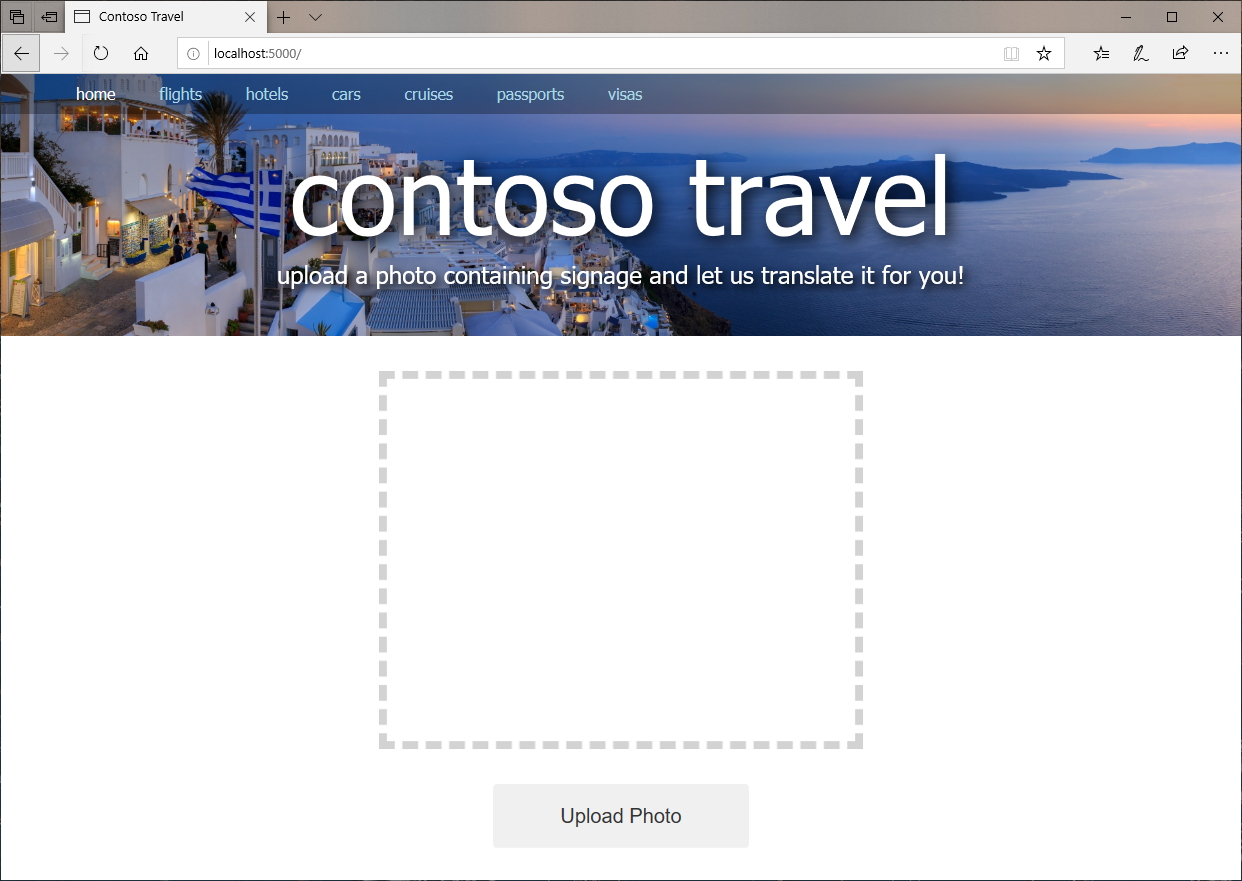 Contoso Travel
localhost:5000/
home flights hotels cars cruises passports visas
contoso travel
upload a photo containing signage and let us translate it for you!
Upload Photo